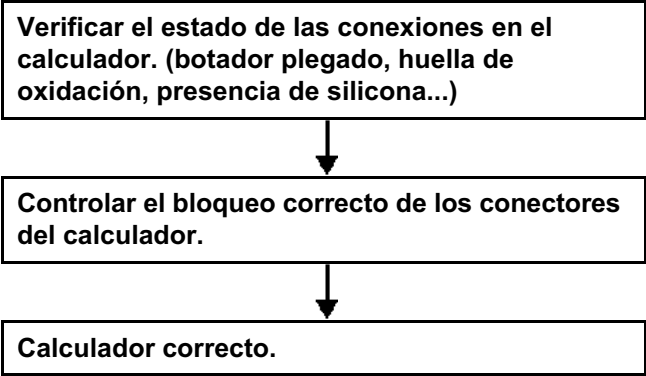 Verificar el estado de las conexiones en el
calculador. (botador plegado, huella de
oxidación, presencia de silicona...)
Controlar el bloqueo correcto de los conectores
del calculador.
Calculador correcto.